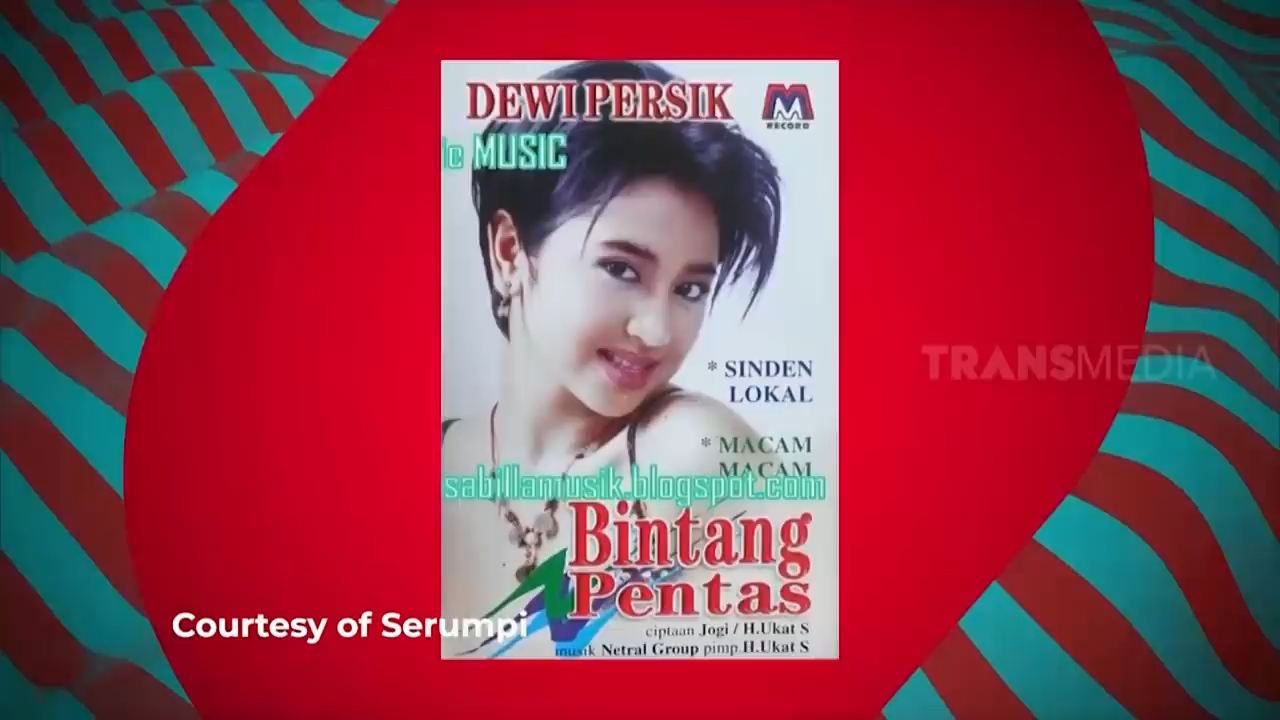 DEWI PERSIK
M
RECORD
ic MUSIC
* SINDEN
LOKAL
TRANSMEDIA
* MACAM
MACAM
sabillamusik.blogspot.com
Bintang
Pentas
Courtesy of Serumpi
ciptaan Jogi / H.Ukat S
musik Netral Group pimp.H.Ukat S